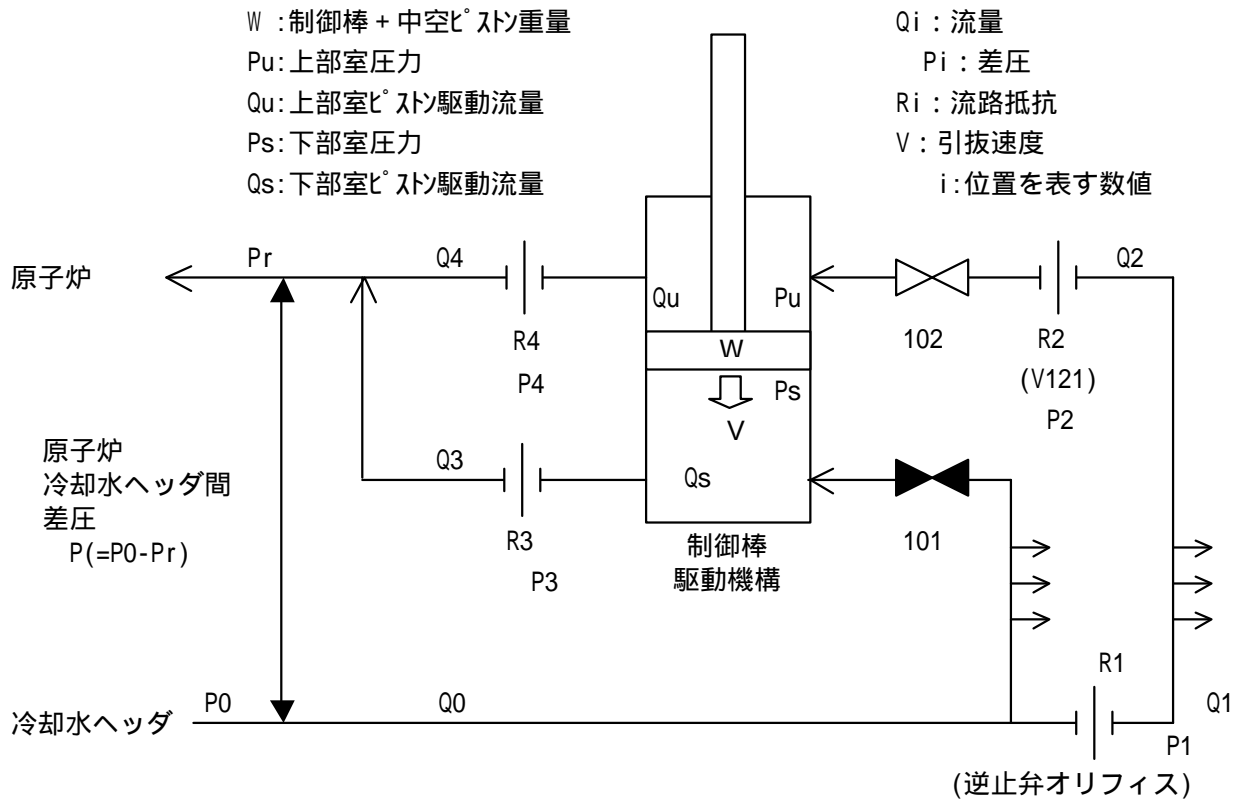 W :制御棒+中空ピストン重量
Pu:上部室圧力
Qu:上部室ピストン駆動流量
Ps:下部室圧力
Qs:下部室ピストン駆動流量
Qi:流量
Pi:差圧
Ri:流路抵抗
V:引抜速度
i:位置を表す数値
原子炉
Pr
Q4
R4
P4
Qu
Pu
W
Ps
V
Qs
102
R2
(V121)
P2
Q2
原子炉
冷却水ヘッダ間
差圧
P(=P0-Pr)
Q3
R3
P3
制御棒
駆動機構
101
冷却水ヘッダ
P0
Q0
R1
P1
Q1
(逆止弁オリフィス)